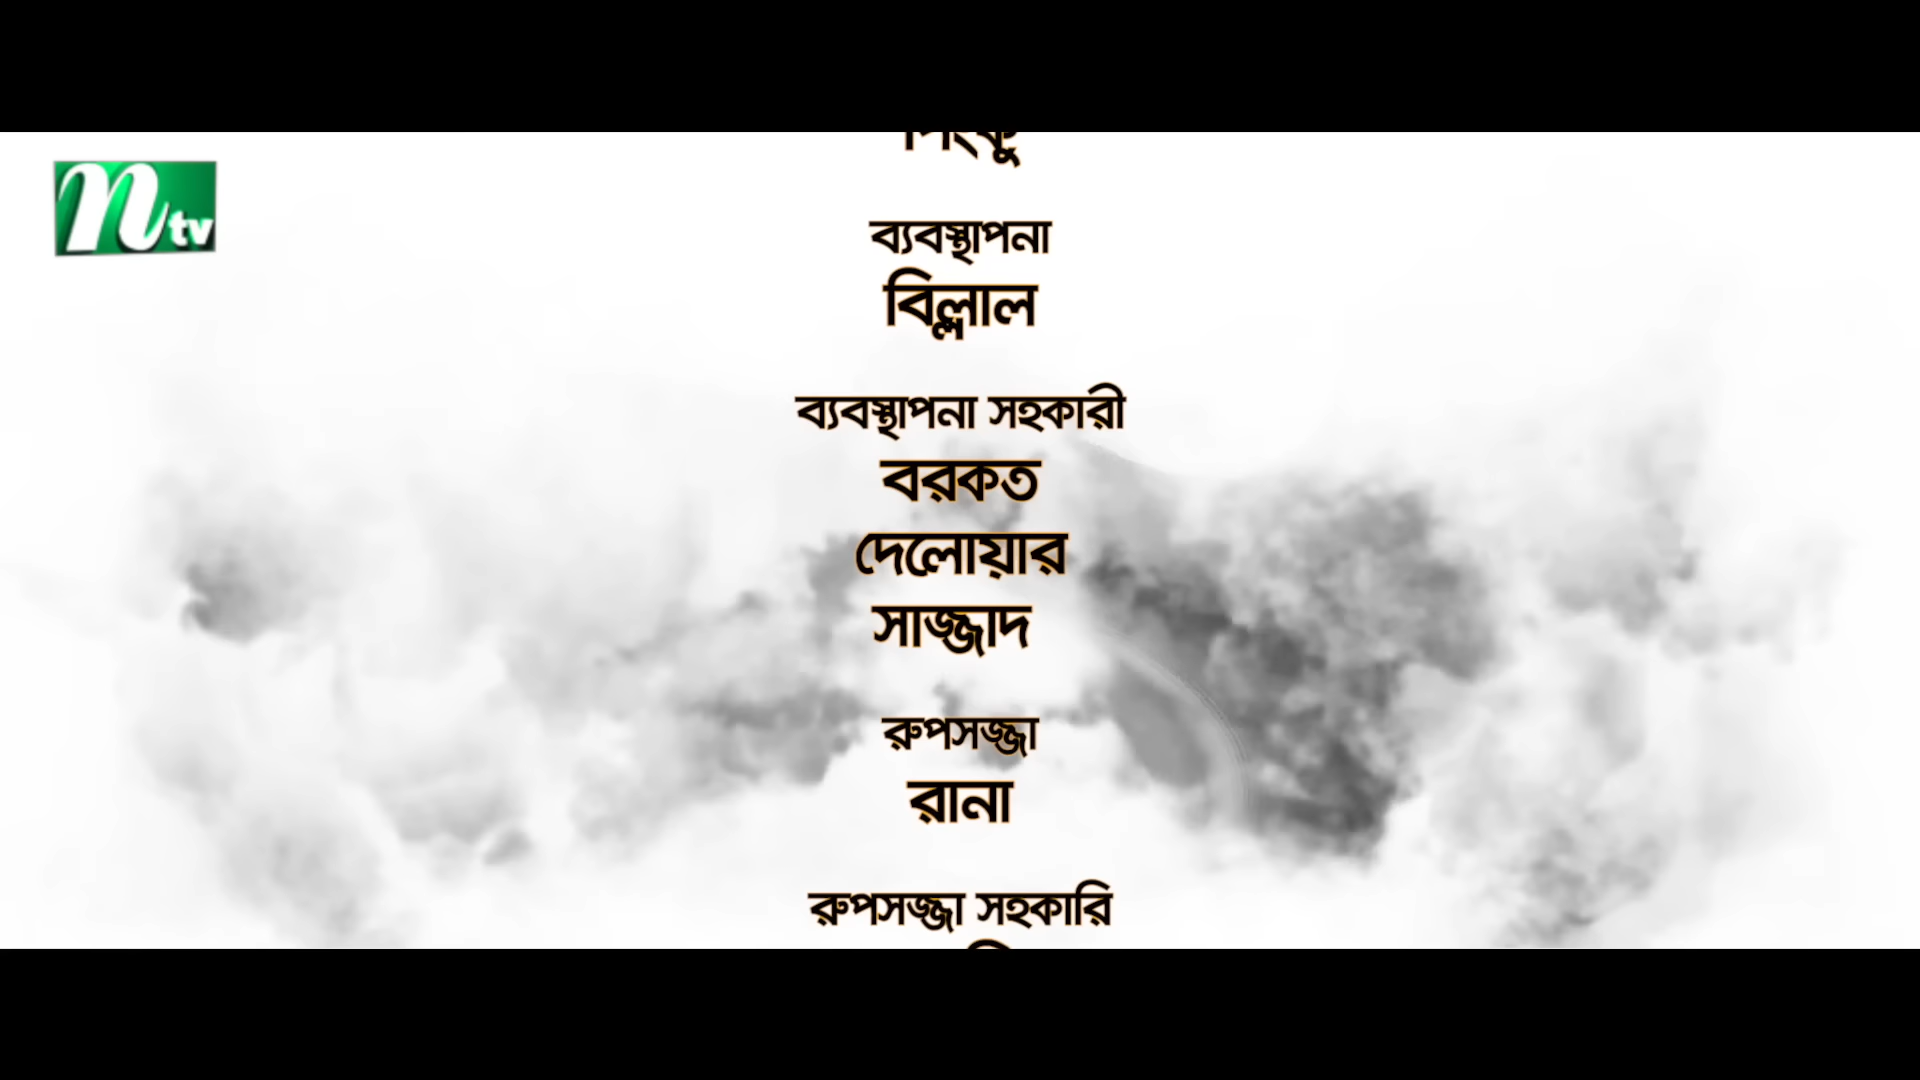 ntv
ব্যবস্থাপনা
বিল্লাল
ব্যবস্থাপনা সহকারী
বরকত
দেলোয়ার
সাজ্জাদ
রুপসজ্জা
রানা
রুপসজ্জা সহকারি